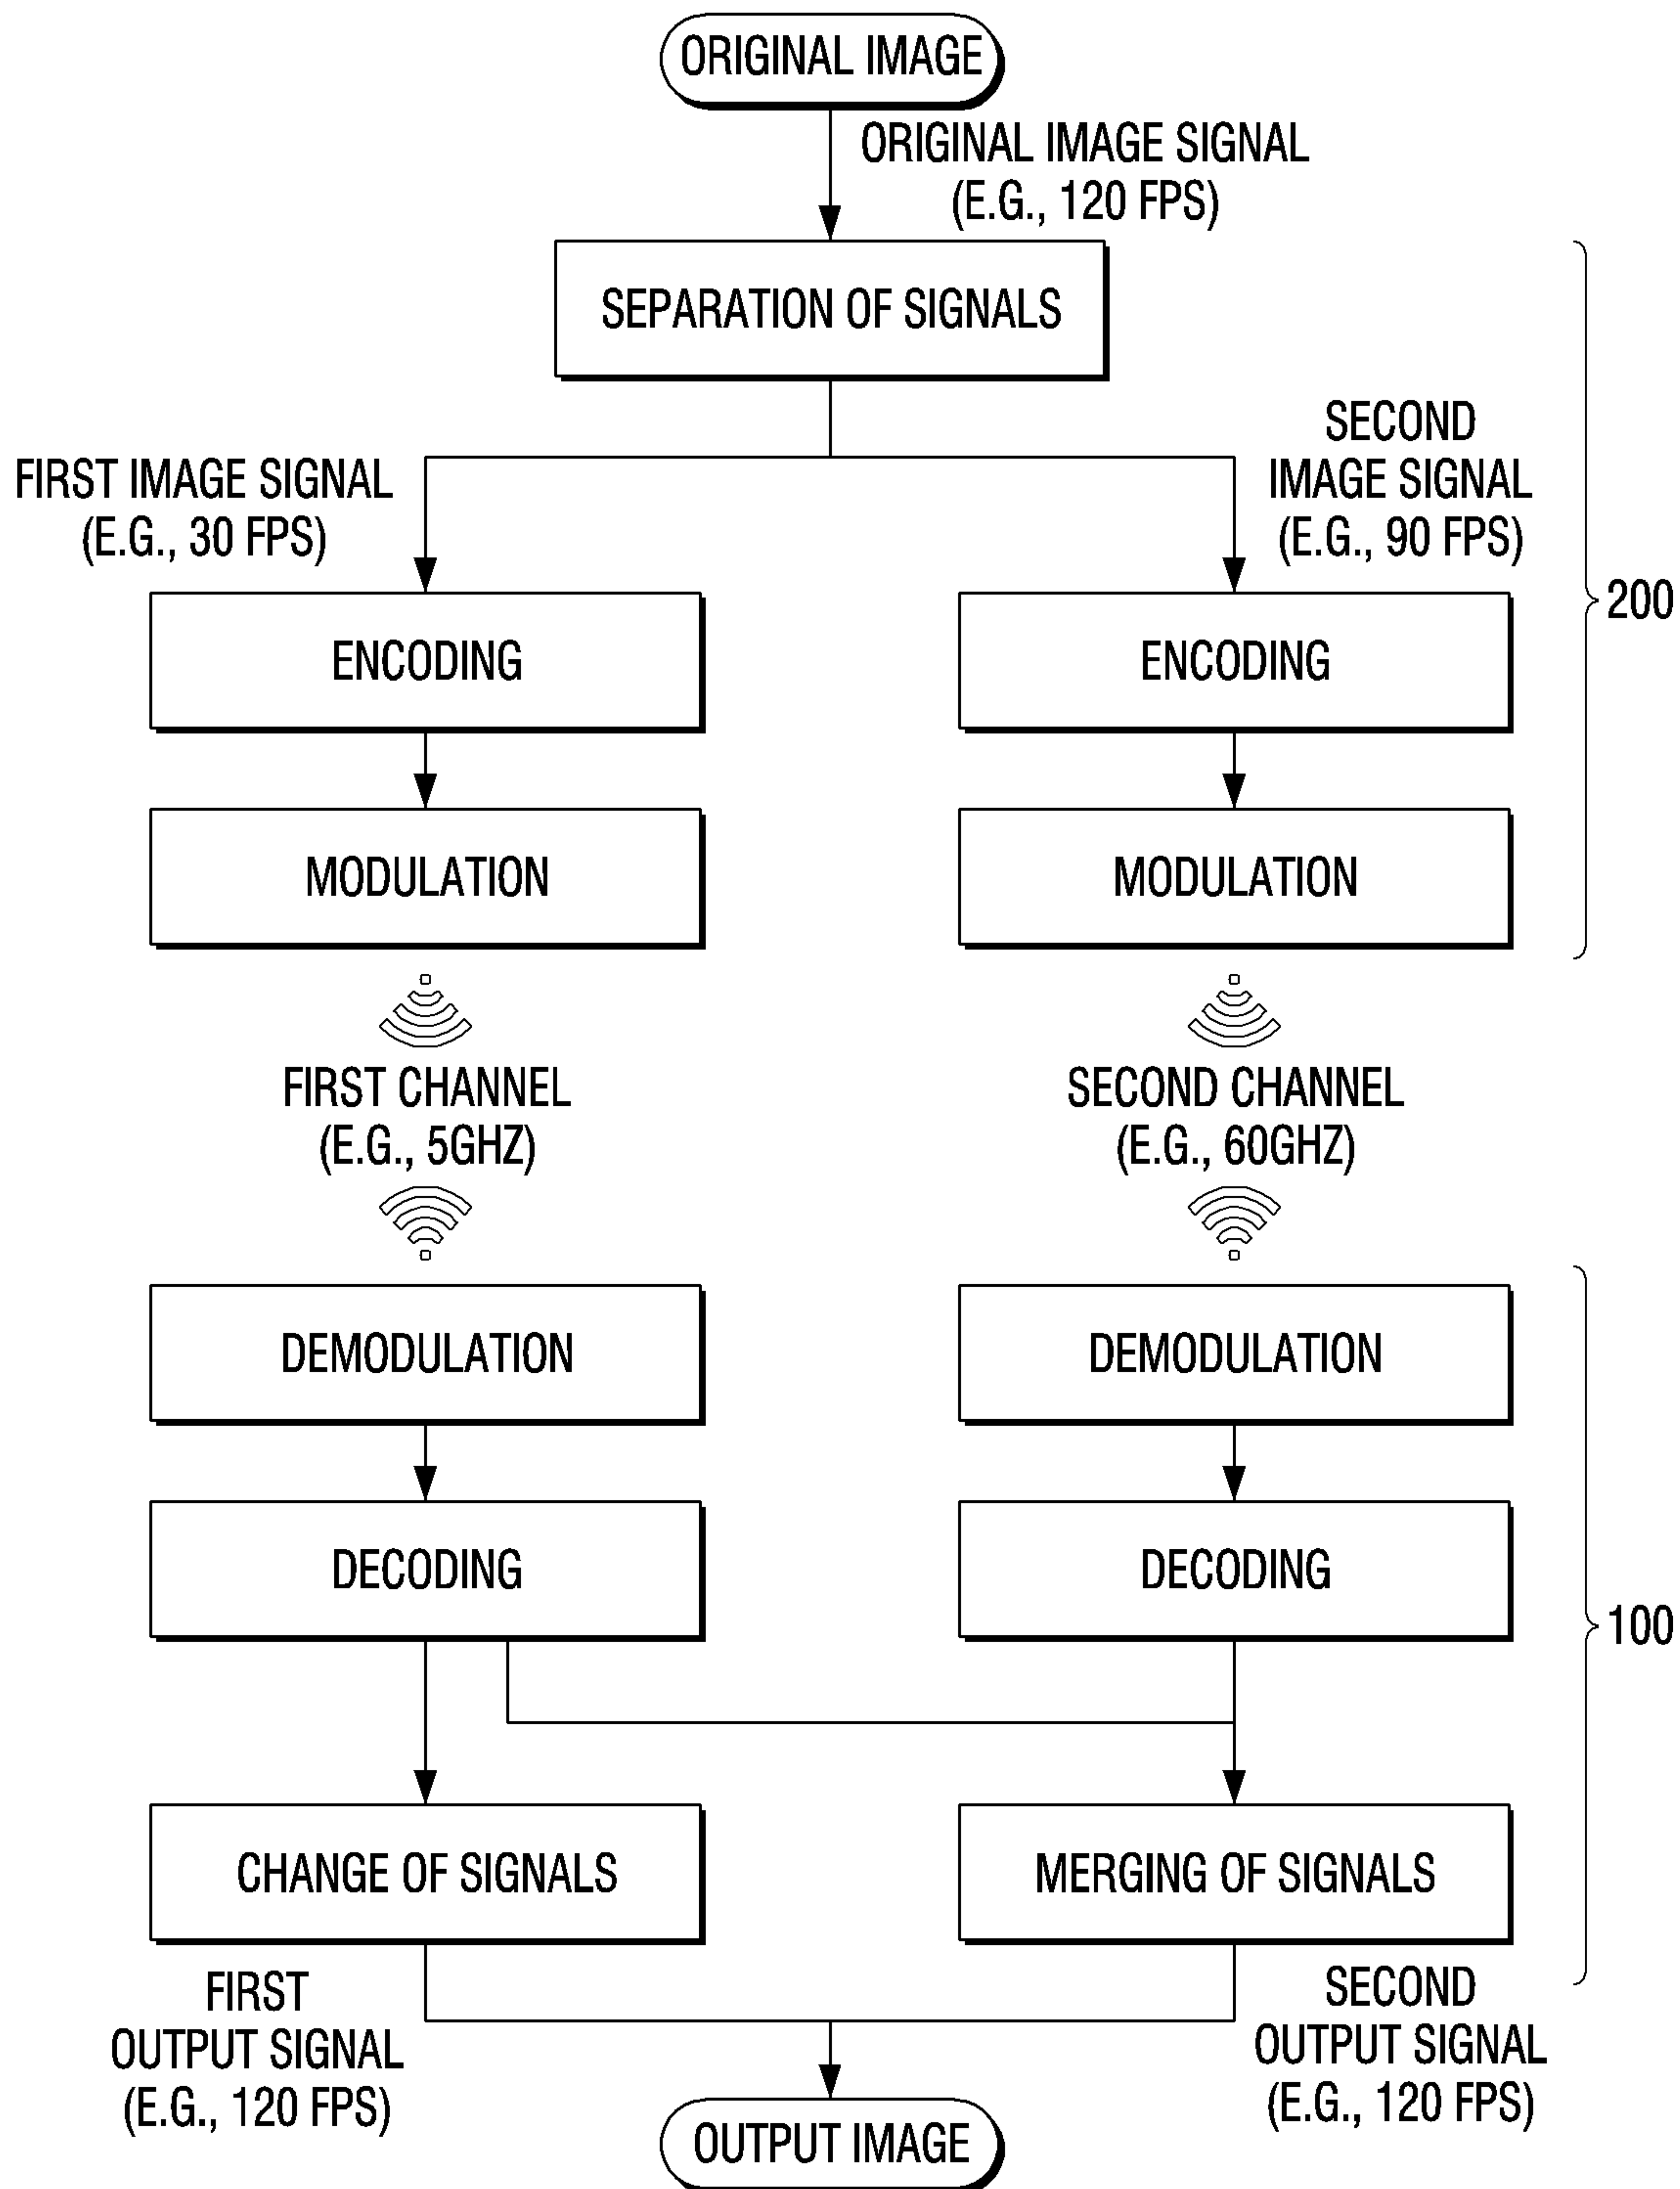 ORIGINAL IMAGE
ORIGINAL IMAGE SIGNAL
(E.G., 120 FPS)
SEPARATION OF SIGNALS
FIRST IMAGE SIGNAL
(E.G., 30 FPS)
SECOND
IMAGE SIGNAL
(E.G., 90 FPS)
200
ENCODING
ENCODING
MODULATION
MODULATION
FIRST CHANNEL
(E.G., 5GHZ)
SECOND CHANNEL
(E.G., 60GHZ)
DEMODULATION
DEMODULATION
DECODING
DECODING
100
CHANGE OF SIGNALS
MERGING OF SIGNALS
FIRST
OUTPUT SIGNAL
(E.G., 120 FPS)
SECOND
OUTPUT SIGNAL
(E.G., 120 FPS)
OUTPUT IMAGE